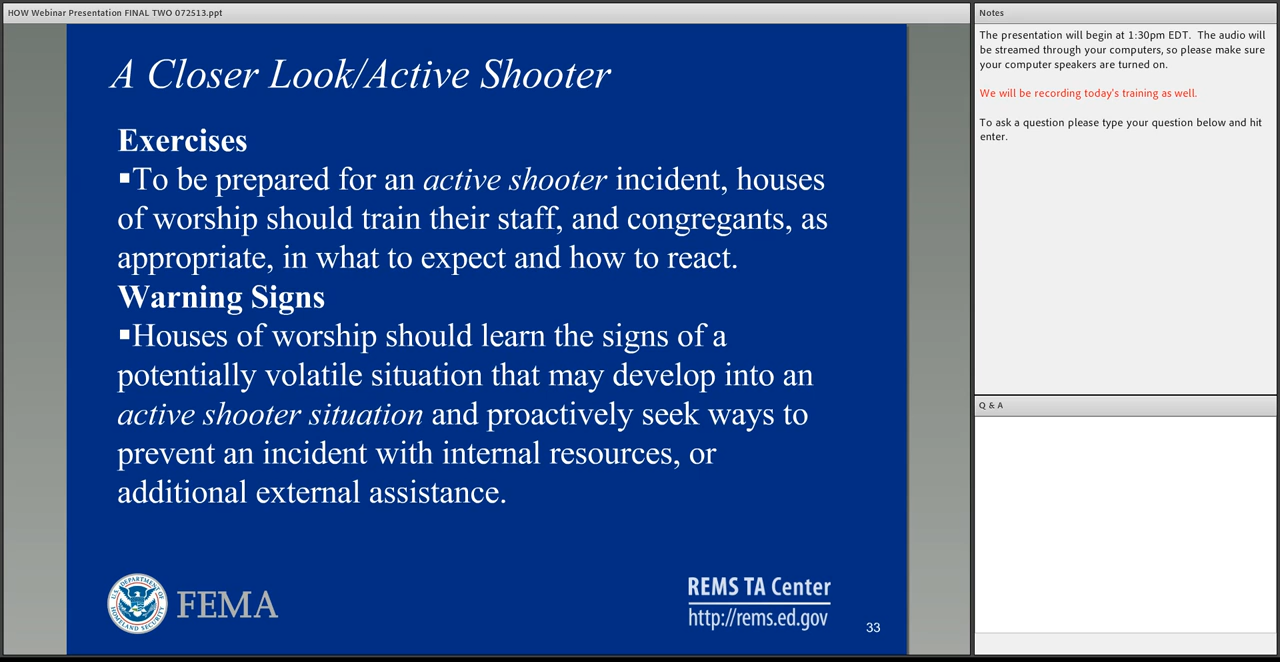 HOW Webinar Presentation FINAL TWO 072513.ppt
A Closer Look/Active Shooter
Exercises
▪To be prepared for an active shooter incident, houses
of worship should train their staff, and congregants, as
appropriate, in what to expect and how to react.
Warning Signs
▪Houses of worship should learn the signs of a
potentially volatile situation that may develop into an
active shooter situation and proactively seek ways to
prevent an incident with internal resources, or
additional external assistance.
U.S. DEPARTMENT OF HOMELAND SECURITY
FEMA
REMS TA Center
http://rems.ed.gov
33
Notes
The presentation will begin at 1:30pm EDT.  The audio will
be streamed through your computers, so please make sure
your computer speakers are turned on.
We will be recording today's training as well.
To ask a question please type your question below and hit
enter.
Q & A